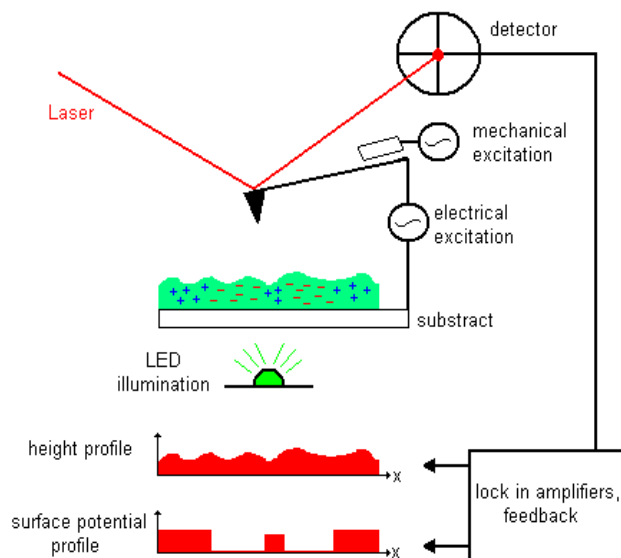 detector
Laser
mechanical
excitation
electrical
excitation
substract
LED
illumination
height profile
x
lock in amplifiers,
feedback
surface potential
profile
x